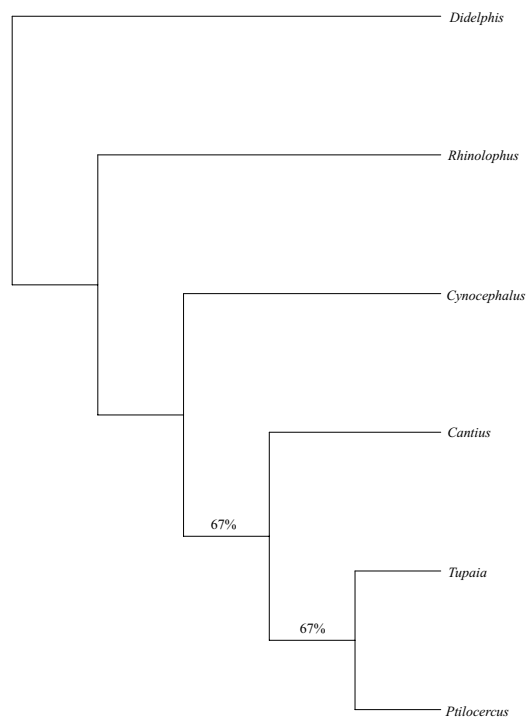 Didelphis
Rhinolophus
Cynocephalus
Cantius
67%
Tupaia
67%
Ptilocercus